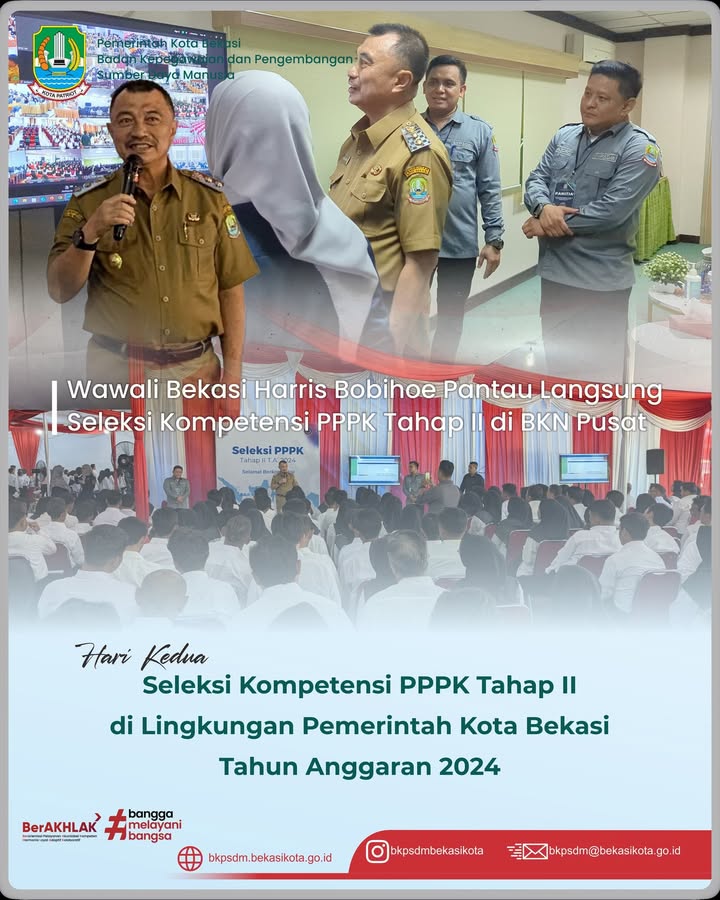 Pemerintah Kota Bekasi
Badan Kepegawaian dan Pengembangan
Sumber Daya Manusia
KOTA PATRIOT
PANITIA
Wawali Bekasi Harris Bobihoe Pantau Langsung
Seleksi Kompetensi PPPK Tahap II di BKN Pusat
Seleksi PPPK
Tahap II T.A. 2024
Selamat
Hari Kedua
Seleksi Kompetensi PPPK Tahap II
di Lingkungan Pemerintah Kota Bekasi
Tahun Anggaran 2024
BerAKHLAK
#bangga
melayani
bangsa
bkpsdm.bekasikota.go.id
bkpsdmbekasikota
bkpsdm@bekasikota.go.id